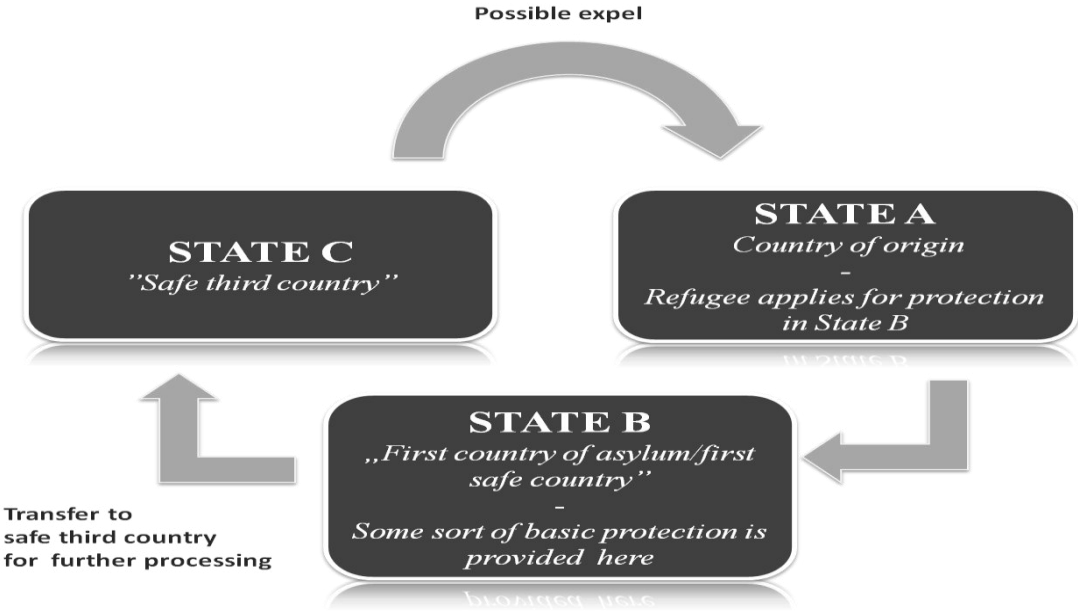 Possible expel
STATE C
”Safe third country”
STATE A
Country of origin
-
Refugee applies for protection
in State B
STATE B
„First country of asylum/first
safe country”
-
Some sort of basic protection is
provided here
Transfer to
safe third country
for further processing